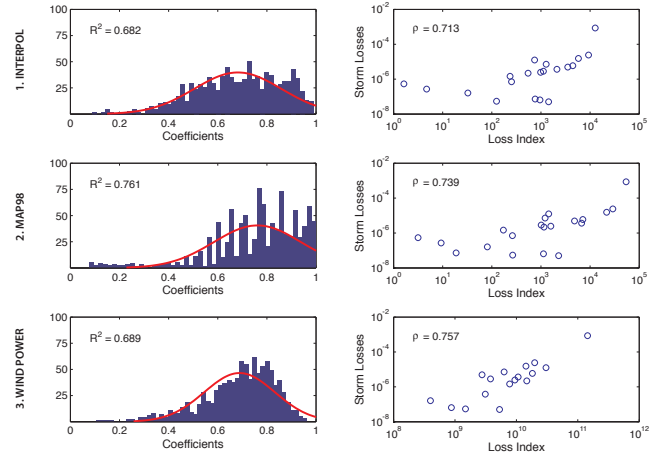 1. INTERPOL
100
75
50
25
R² = 0.682
0 0.2 0.4 0.6 0.8 1
Coefficients
Storm Losses
10⁻²
10⁻⁴
10⁻⁶
10⁻⁸
ρ = 0.713
10⁰ 10¹ 10² 10³ 10⁴ 10⁵
Loss Index
2. MAP98
100
75
50
25
R² = 0.761
0 0.2 0.4 0.6 0.8 1
Coefficients
Storm Losses
10⁻²
10⁻⁴
10⁻⁶
10⁻⁸
ρ = 0.739
10⁰ 10¹ 10² 10³ 10⁴ 10⁵
Loss Index
3. WIND POWER
100
75
50
25
R² = 0.689
0 0.2 0.4 0.6 0.8 1
Coefficients
Storm Losses
10⁻²
10⁻⁴
10⁻⁶
10⁻⁸
ρ = 0.757
10⁸ 10⁹ 10¹⁰ 10¹¹ 10¹²
Loss Index